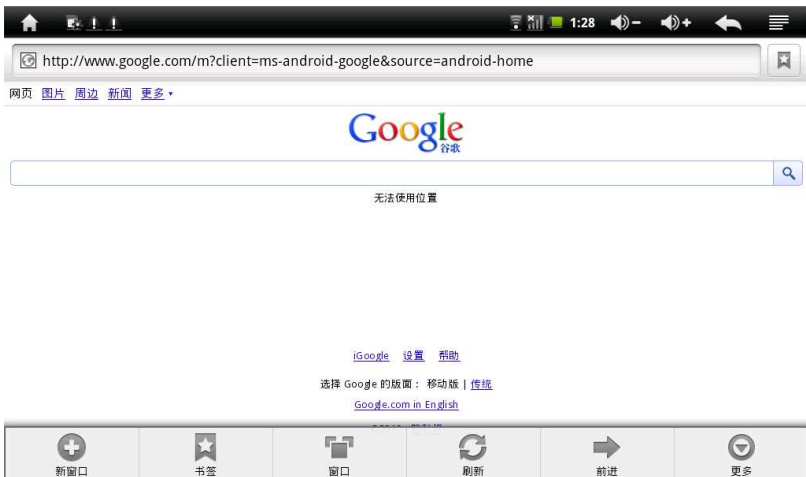 1:28
http://www.google.com/m?client=ms-android-google&source=android-home
网页 图片 周边 新闻 更多
Google
谷歌
无法使用位置
iGoogle 设置 帮助
选择 Google 的版面： 移动版 | 传统
Google.com in English
新窗口 书签 窗口 刷新 前进 更多